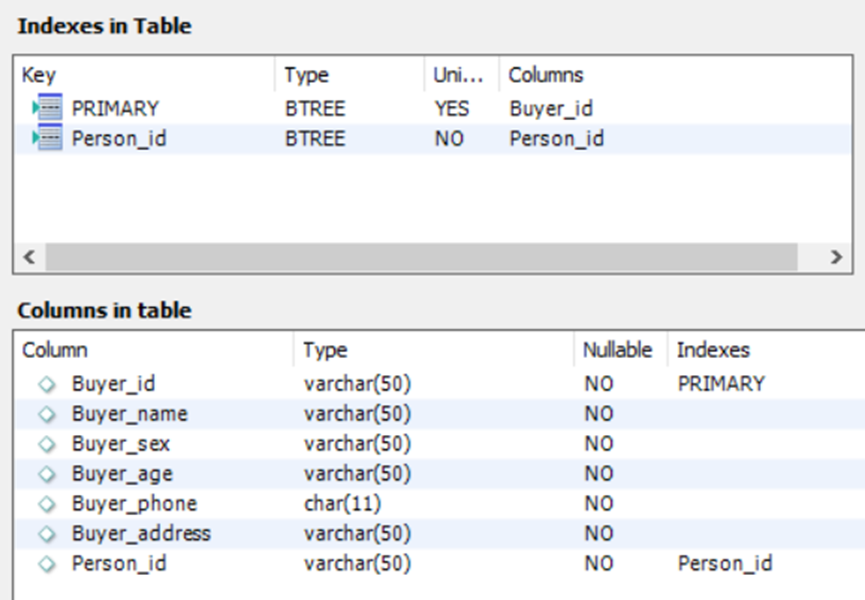 Indexes in Table
Key Type Uni... Columns
PRIMARY BTREE YES Buyer_id
Person_id BTREE NO Person_id
Columns in table
Column Type Nullable Indexes
Buyer_id varchar(50) NO PRIMARY
Buyer_name varchar(50) NO
Buyer_sex varchar(50) NO
Buyer_age varchar(50) NO
Buyer_phone char(11) NO
Buyer_address varchar(50) NO
Person_id varchar(50) NO Person_id